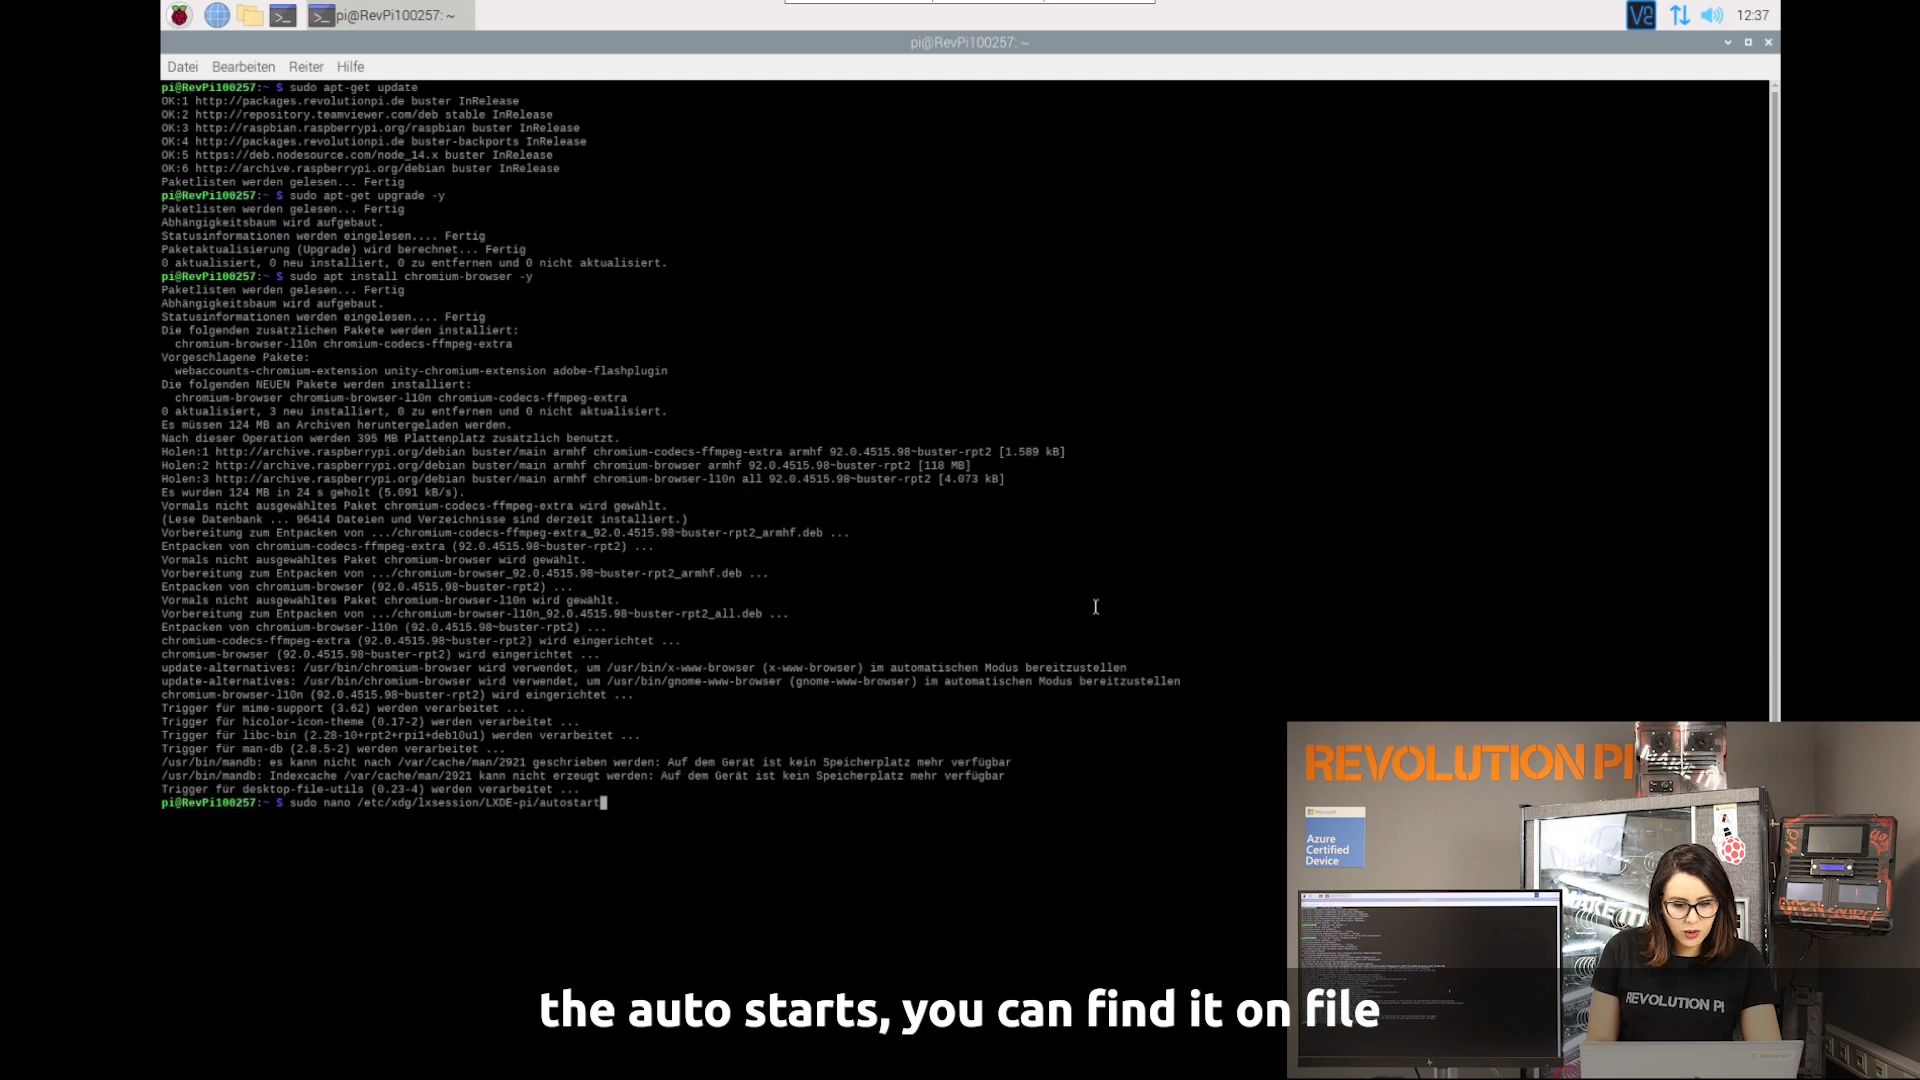 pi@RevPi100257: ~
12:37
pi@RevPi100257: ~
Datei Bearbeiten Reiter Hilfe
pi@RevPi100257:~ $ sudo apt-get update
OK:1 http://packages.revolutionpi.de buster InRelease
OK:2 http://repository.teamviewer.com/deb stable InRelease
OK:3 http://raspbian.raspberrypi.org/raspbian buster InRelease
OK:4 http://packages.revolutionpi.de buster-backports InRelease
OK:5 https://deb.nodesource.com/node_14.x buster InRelease
OK:6 http://archive.raspberrypi.org/debian buster InRelease
Paketlisten werden gelesen... Fertig
pi@RevPi100257:~ $ sudo apt-get upgrade -y
Paketlisten werden gelesen... Fertig
Abhängigkeitsbaum wird aufgebaut.
Statusinformationen werden eingelesen.... Fertig
Paketaktualisierung (Upgrade) wird berechnet... Fertig
0 aktualisiert, 0 neu installiert, 0 zu entfernen und 0 nicht aktualisiert.
pi@RevPi100257:~ $ sudo apt install chromium-browser -y
Paketlisten werden gelesen... Fertig
Abhängigkeitsbaum wird aufgebaut.
Statusinformationen werden eingelesen.... Fertig
Die folgenden zusätzlichen Pakete werden installiert:
chromium-browser-l10n chromium-codecs-ffmpeg-extra
Vorgeschlagene Pakete:
webaccounts-chromium-extension unity-chromium-extension adobe-flashplugin
Die folgenden NEUEN Pakete werden installiert:
chromium-browser chromium-browser-l10n chromium-codecs-ffmpeg-extra
0 aktualisiert, 3 neu installiert, 0 zu entfernen und 0 nicht aktualisiert.
Es müssen 124 MB an Archiven heruntergeladen werden.
Nach dieser Operation werden 395 MB Plattenplatz zusätzlich benutzt.
Holen:1 http://archive.raspberrypi.org/debian buster/main armhf chromium-codecs-ffmpeg-extra armhf 92.0.4515.98~buster-rpt2 [1.589 kB]
Holen:2 http://archive.raspberrypi.org/debian buster/main armhf chromium-browser armhf 92.0.4515.98~buster-rpt2 [118 MB]
Holen:3 http://archive.raspberrypi.org/debian buster/main armhf chromium-browser-l10n all 92.0.4515.98~buster-rpt2 [4.073 kB]
Es wurden 124 MB in 24 s geholt (5.091 kB/s).
Vormals nicht ausgewähltes Paket chromium-codecs-ffmpeg-extra wird gewählt.
(Lese Datenbank ... 96414 Dateien und Verzeichnisse sind derzeit installiert.)
Vorbereitung zum Entpacken von .../chromium-codecs-ffmpeg-extra_92.0.4515.98~buster-rpt2_armhf.deb ...
Entpacken von chromium-codecs-ffmpeg-extra (92.0.4515.98~buster-rpt2) ...
Vormals nicht ausgewähltes Paket chromium-browser wird gewählt.
Vorbereitung zum Entpacken von .../chromium-browser_92.0.4515.98~buster-rpt2_armhf.deb ...
Entpacken von chromium-browser (92.0.4515.98~buster-rpt2) ...
Vormals nicht ausgewähltes Paket chromium-browser-l10n wird gewählt.
Vorbereitung zum Entpacken von .../chromium-browser-l10n_92.0.4515.98~buster-rpt2_all.deb ...
Entpacken von chromium-browser-l10n (92.0.4515.98~buster-rpt2) ...
chromium-codecs-ffmpeg-extra (92.0.4515.98~buster-rpt2) wird eingerichtet ...
chromium-browser (92.0.4515.98~buster-rpt2) wird eingerichtet ...
update-alternatives: /usr/bin/chromium-browser wird verwendet, um /usr/bin/x-www-browser (x-www-browser) im automatischen Modus bereitzustellen
update-alternatives: /usr/bin/chromium-browser wird verwendet, um /usr/bin/gnome-www-browser (gnome-www-browser) im automatischen Modus bereitzustellen
chromium-browser-l10n (92.0.4515.98~buster-rpt2) wird eingerichtet ...
Trigger für mime-support (3.62) werden verarbeitet ...
Trigger für hicolor-icon-theme (0.17-2) werden verarbeitet ...
Trigger für libc-bin (2.28-10+rpt2+rpi1+deb10u1) werden verarbeitet ...
Trigger für man-db (2.8.5-2) werden verarbeitet ...
/usr/bin/mandb: es kann nicht nach /var/cache/man/2921 geschrieben werden: Auf dem Gerät ist kein Speicherplatz mehr verfügbar
/usr/bin/mandb: Indexcache /var/cache/man/2921 kann nicht erzeugt werden: Auf dem Gerät ist kein Speicherplatz mehr verfügbar
Trigger für desktop-file-utils (0.23-4) werden verarbeitet ...
pi@RevPi100257:~ $ sudo nano /etc/xdg/lxsession/LXDE-pi/autostart
REVOLUTION PI
Microsoft
Azure
Certified
Device
REVOLUTION PI
the auto starts, you can find it on file